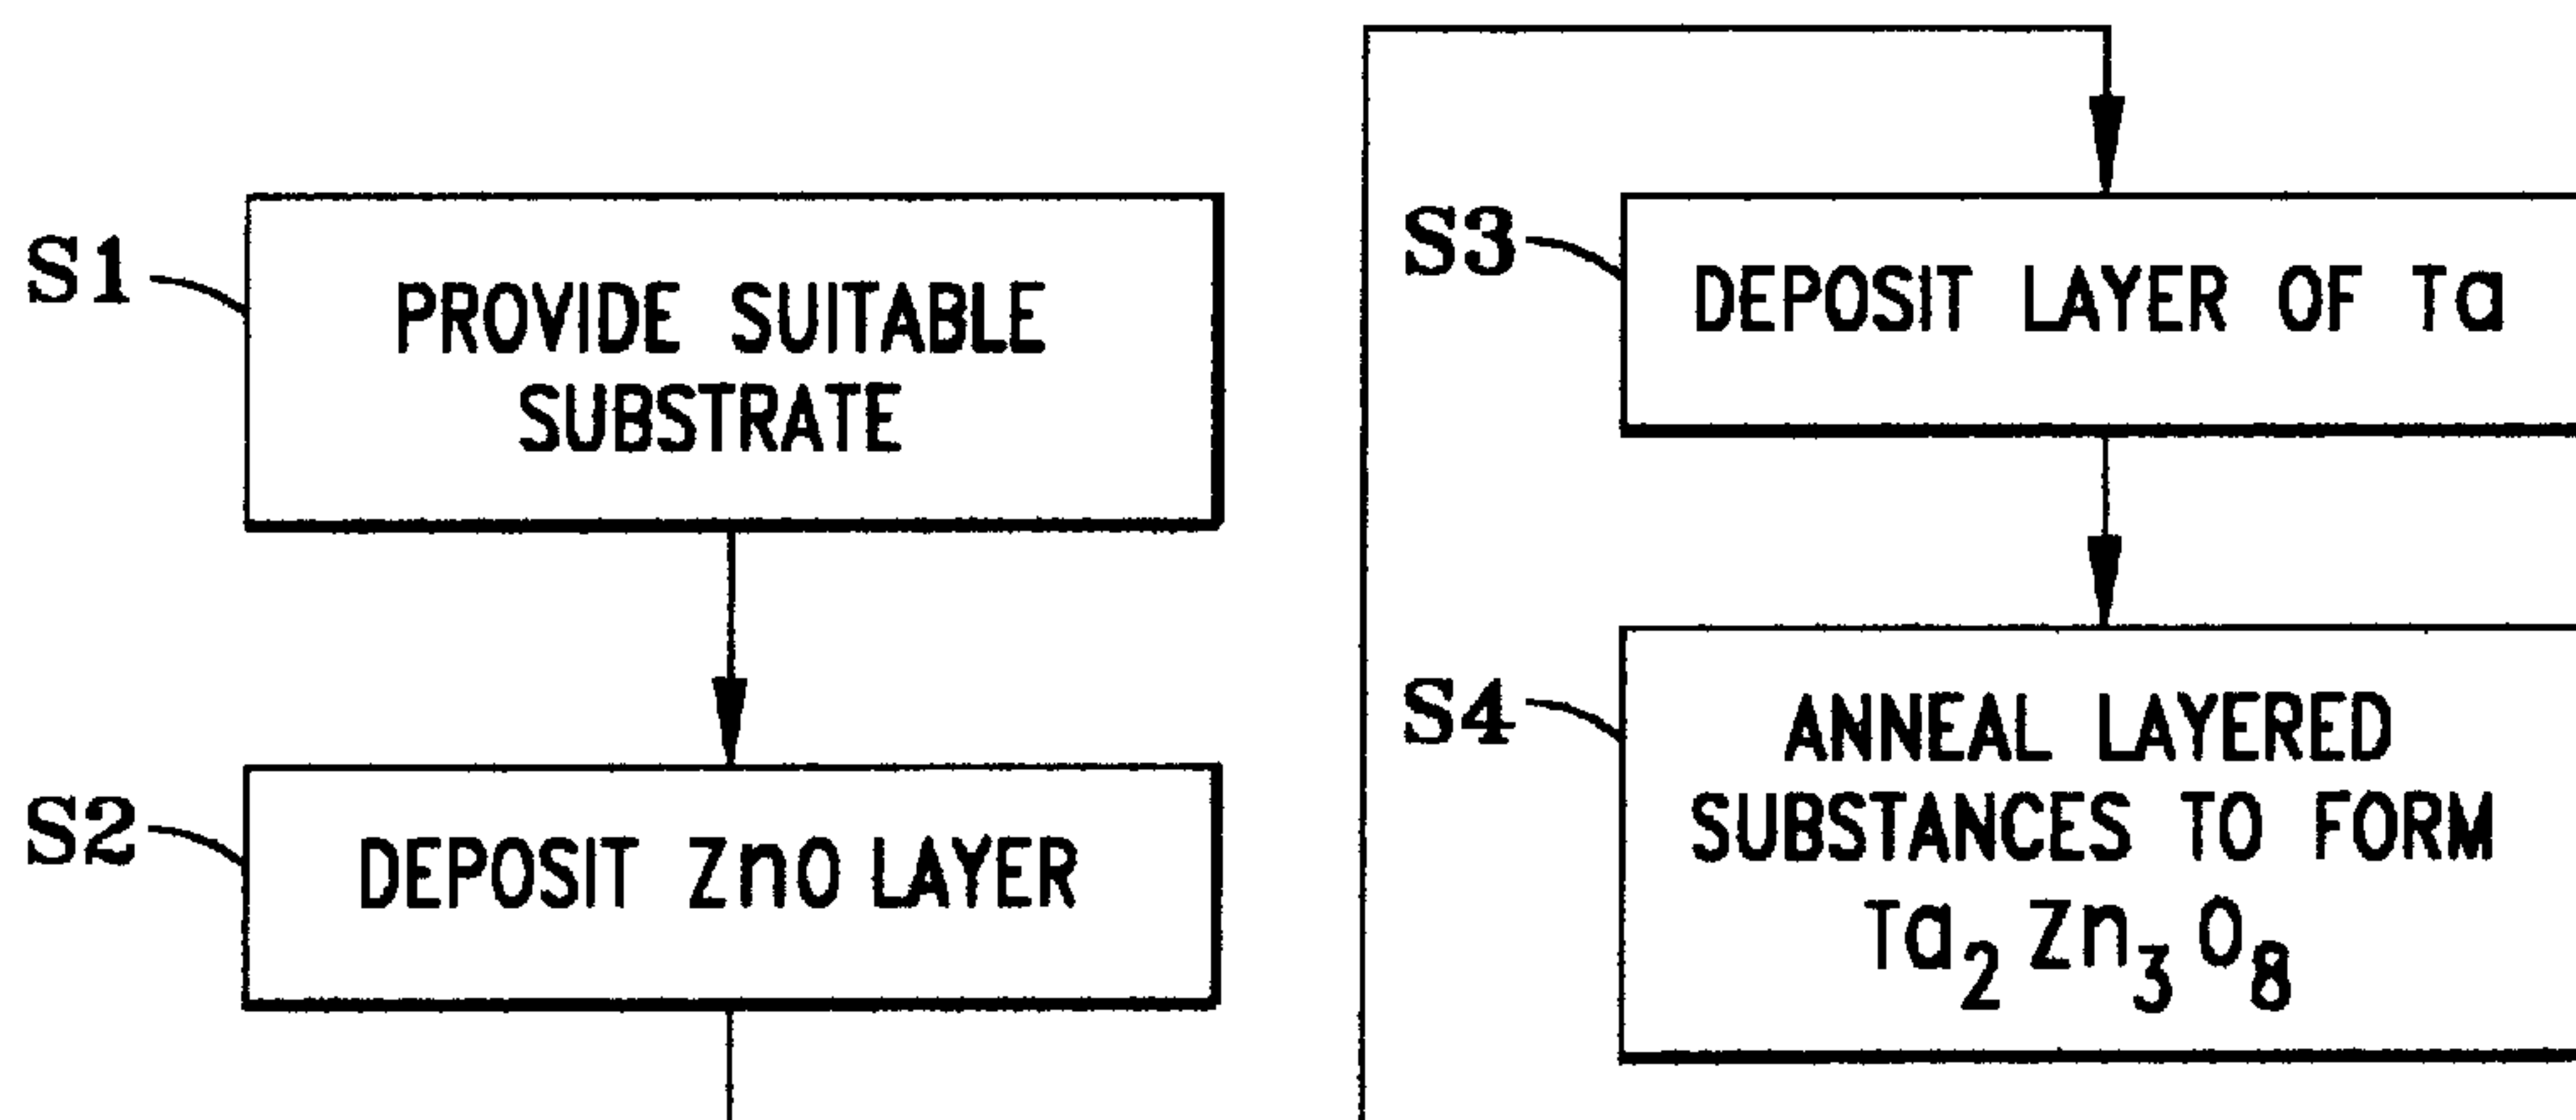 S1
PROVIDE SUITABLE
SUBSTRATE
S2
DEPOSIT ZnO LAYER
S3
DEPOSIT LAYER OF Ta
S4
ANNEAL LAYERED
SUBSTANCES TO FORM
Ta₂ Zn₃ O₈